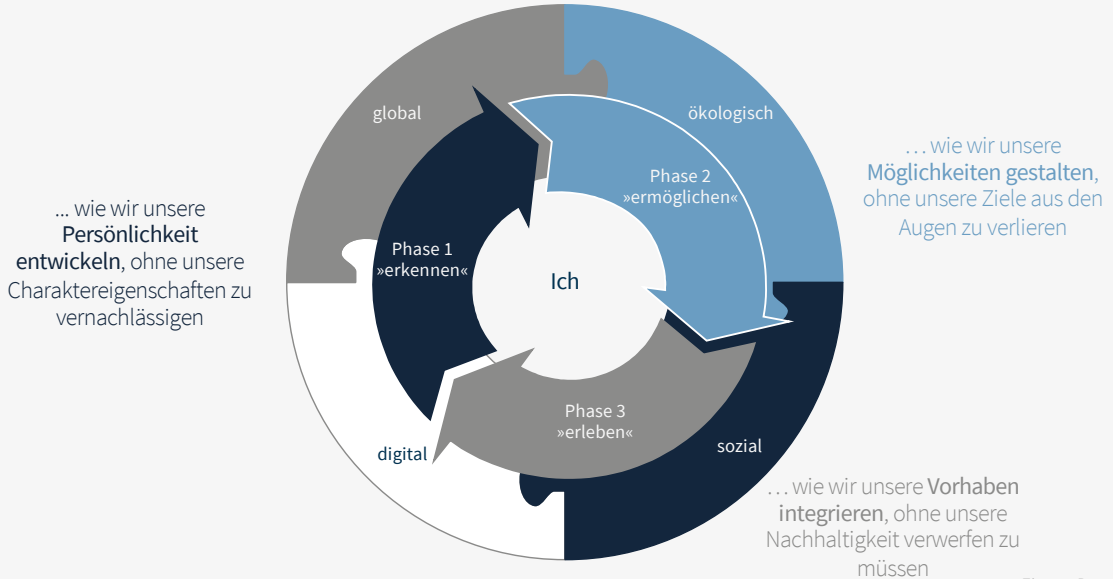 global
ökologisch
... wie wir unsere
Persönlichkeit
entwickeln, ohne unsere
Charaktereigenschaften zu
vernachlässigen
Phase 1
»erkennen«
Ich
Phase 2
»ermöglichen«
… wie wir unsere
Möglichkeiten gestalten,
ohne unsere Ziele aus den
Augen zu verlieren
Phase 3
»erleben«
digital
sozial
… wie wir unsere Vorhaben
integrieren, ohne unsere
Nachhaltigkeit verwerfen zu
müssen